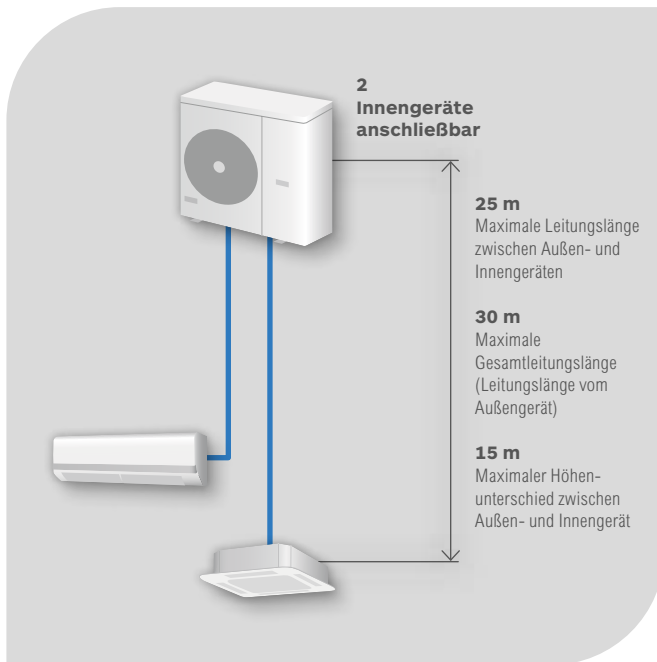 2
Innengeräte
anschließbar
25 m
Maximale Leitungslänge
zwischen Außen- und
Innengeräten
30 m
Maximale
Gesamtleitungslänge
(Leitungslänge vom
Außengerät)
15 m
Maximaler Höhen-
unterschied zwischen
Außen- und Innengerät